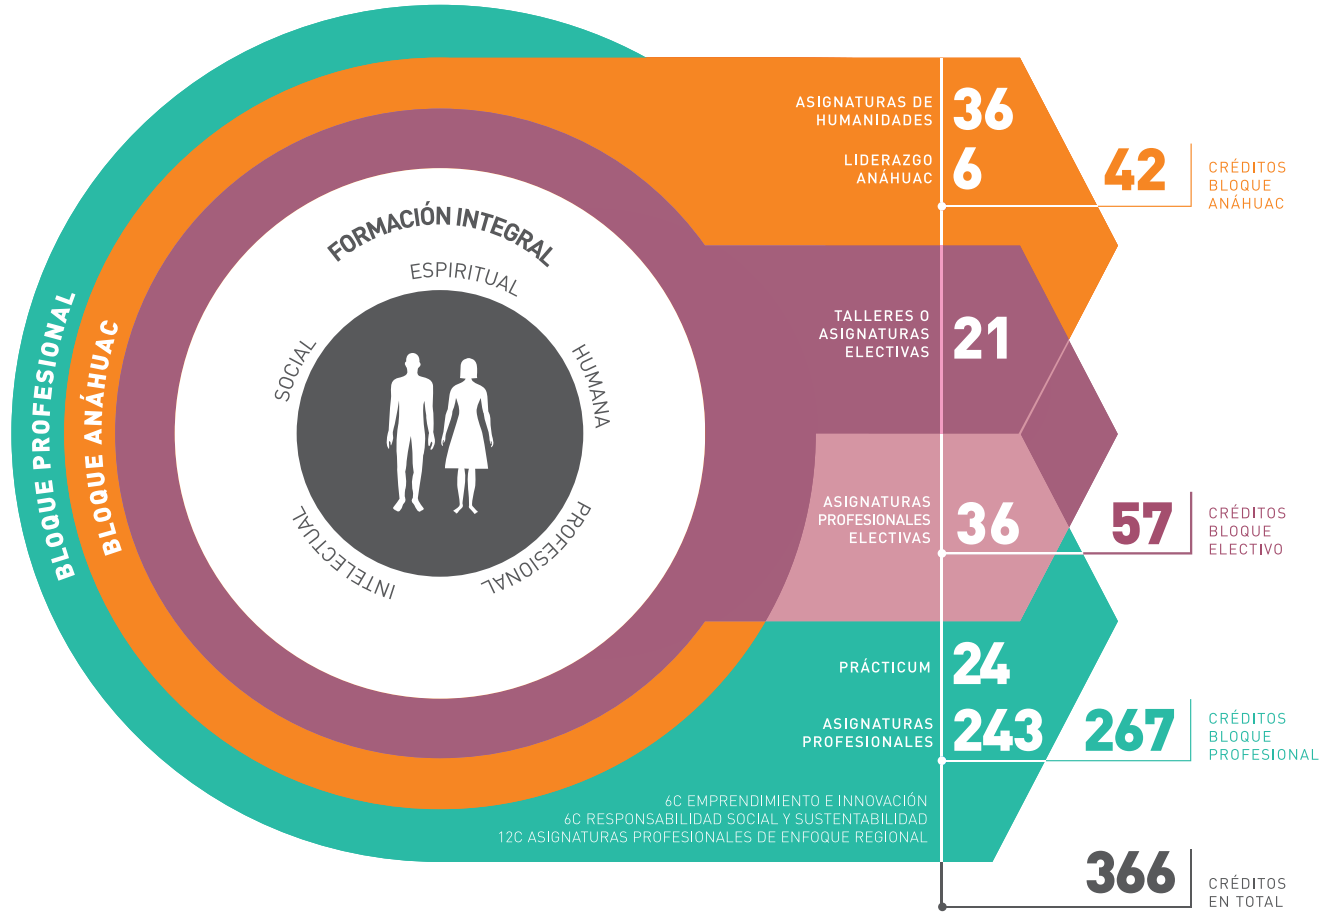 BLOQUE PROFESIONAL
BLOQUE ANÁHUAC
FORMACIÓN INTEGRAL
ESPIRITUAL
SOCIAL
HUMANA
INTELECTUAL
PROFESIONAL
ASIGNATURAS DE
HUMANIDADES
36
LIDERAZGO
ANÁHUAC
6
42
CRÉDITOS
BLOQUE
ANÁHUAC
TALLERES O
ASIGNATURAS
ELECTIVAS
21
ASIGNATURAS
PROFESIONALES
ELECTIVAS
36
57
CRÉDITOS
BLOQUE
ELECTIVO
PRÁCTICUM
24
ASIGNATURAS
PROFESIONALES
243
267
CRÉDITOS
BLOQUE
PROFESIONAL
6C EMPRENDIMIENTO E INNOVACIÓN
6C RESPONSABILIDAD SOCIAL Y SUSTENTABILIDAD
12C ASIGNATURAS PROFESIONALES DE ENFOQUE REGIONAL
366
CRÉDITOS
EN TOTAL